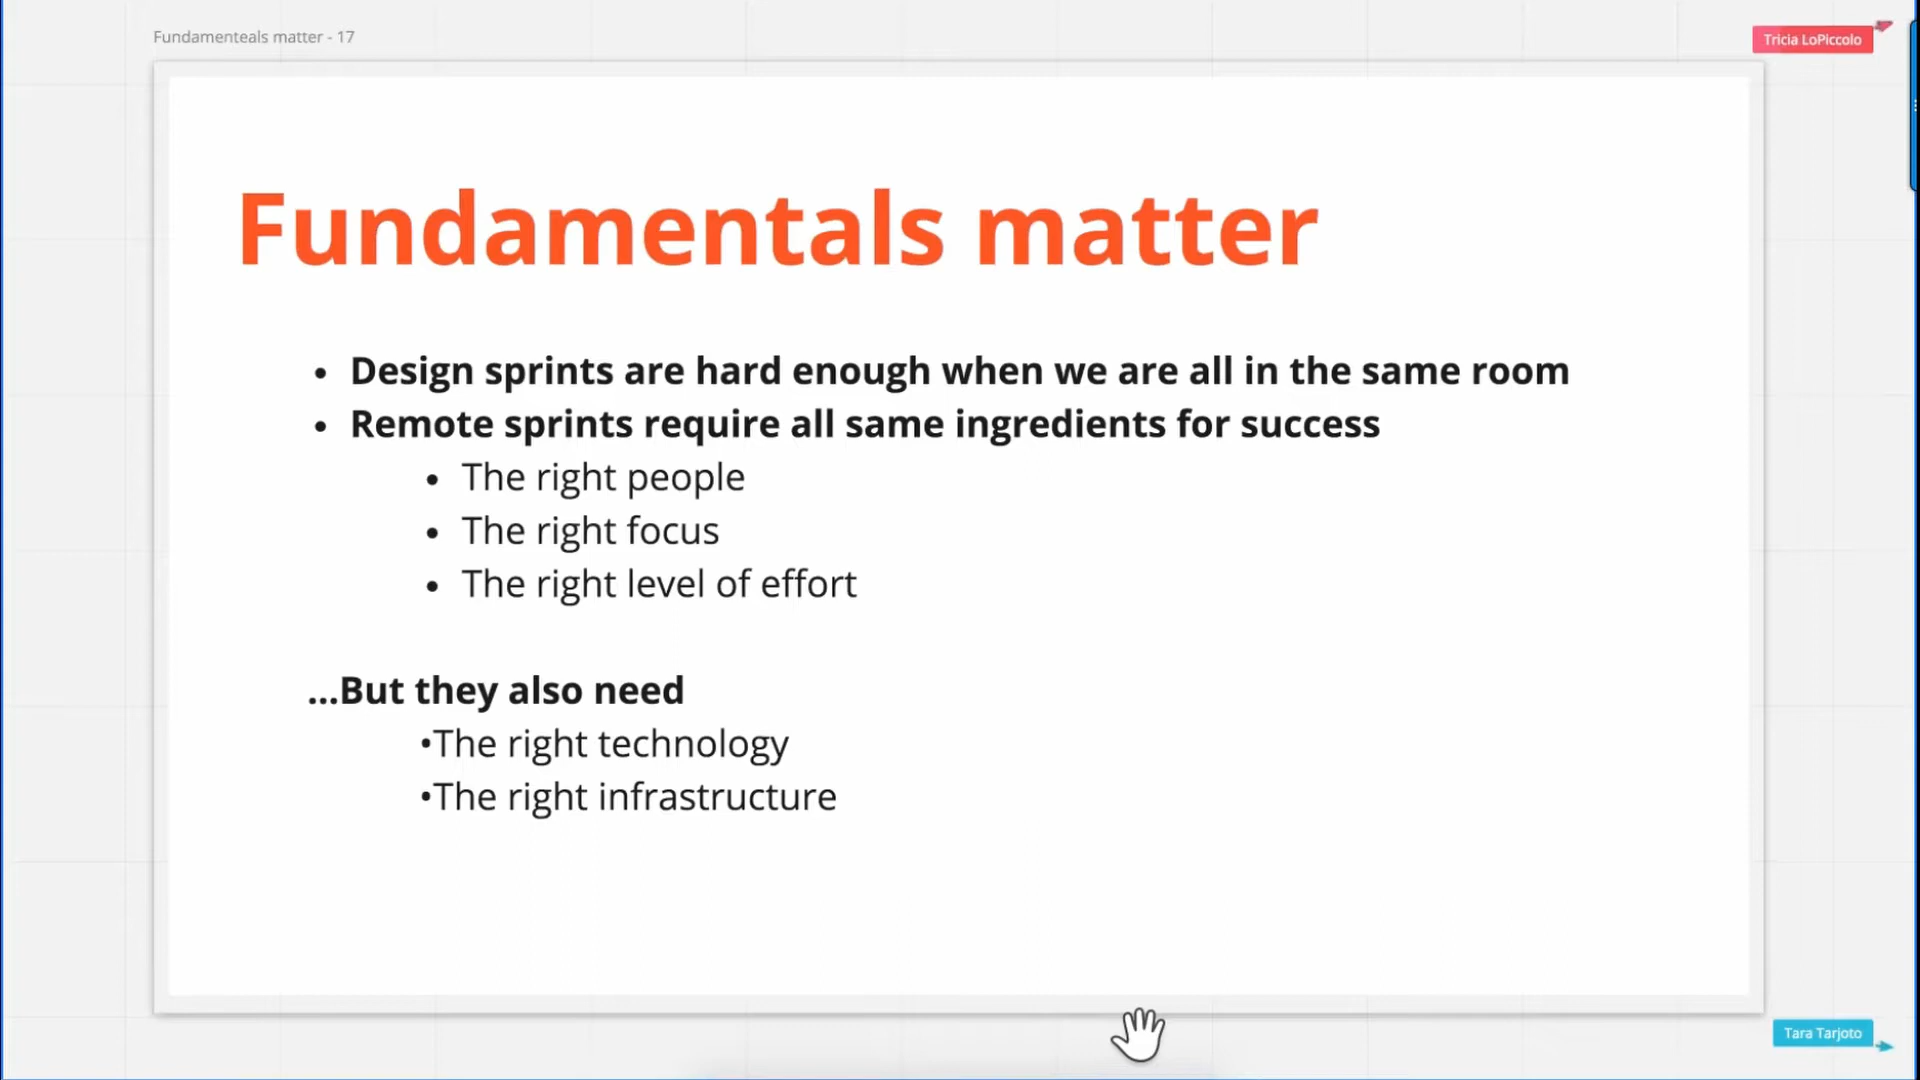 Fundamenteals matter - 17
Tricia LoPiccolo
Fundamentals matter
• Design sprints are hard enough when we are all in the same room
• Remote sprints require all same ingredients for success
• The right people
• The right focus
• The right level of effort
...But they also need
•The right technology
•The right infrastructure
Tara Tarjoto